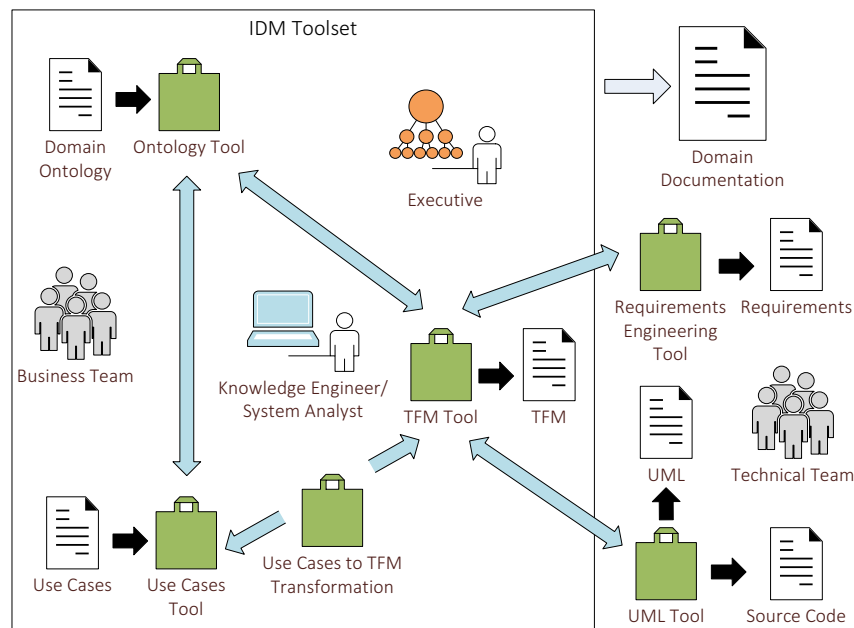 IDM Toolset
Domain
Ontology
Ontology Tool
Executive
Domain
Documentation
Business Team
Knowledge Engineer/
System Analyst
TFM Tool
TFM
Requirements
Engineering
Tool
Requirements
UML
Technical Team
Use Cases
Use Cases
Tool
Use Cases to TFM
Transformation
UML Tool
Source Code